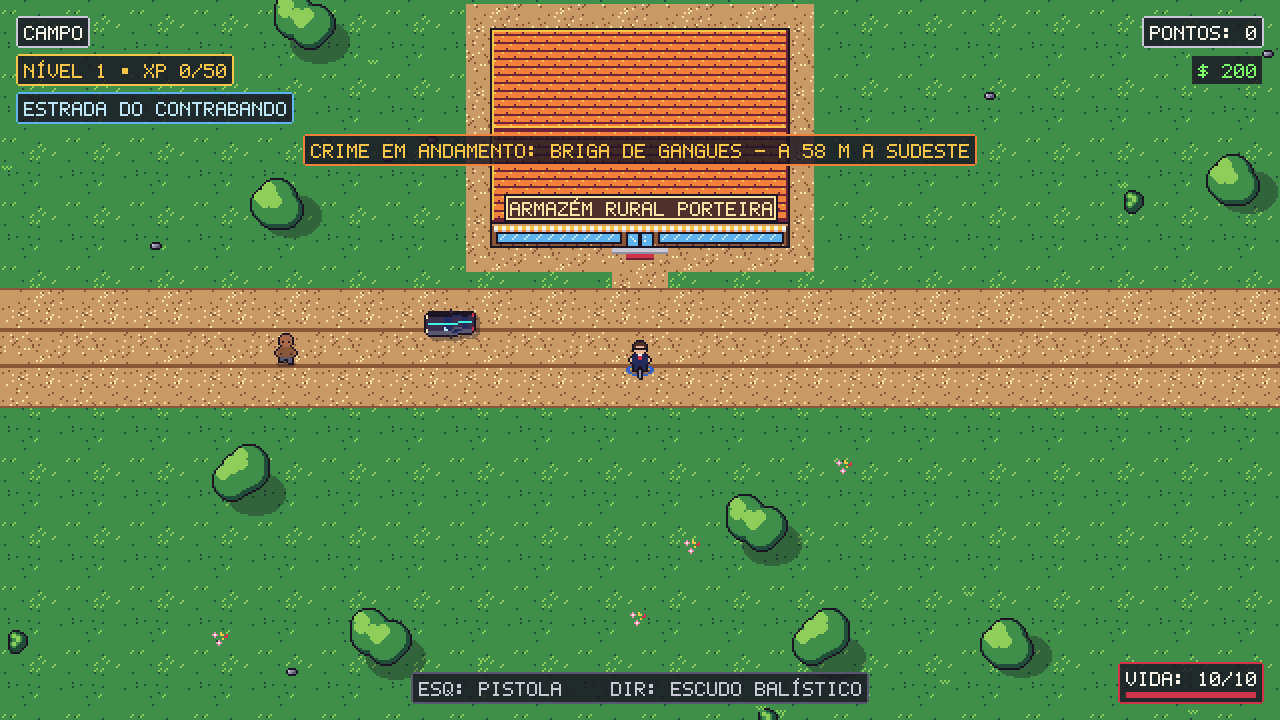 CAMPO
PONTOS: 0
NÍVEL 1 ▪ XP 0/50
$ 200
ESTRADA DO CONTRABANDO
CRIME EM ANDAMENTO: BRIGA DE GANGUES – A 58 M A SUDESTE
ARMAZÉM RURAL PORTEIRA
VIDA: 10/10
ESQ: PISTOLA DIR: ESCUDO BALÍSTICO